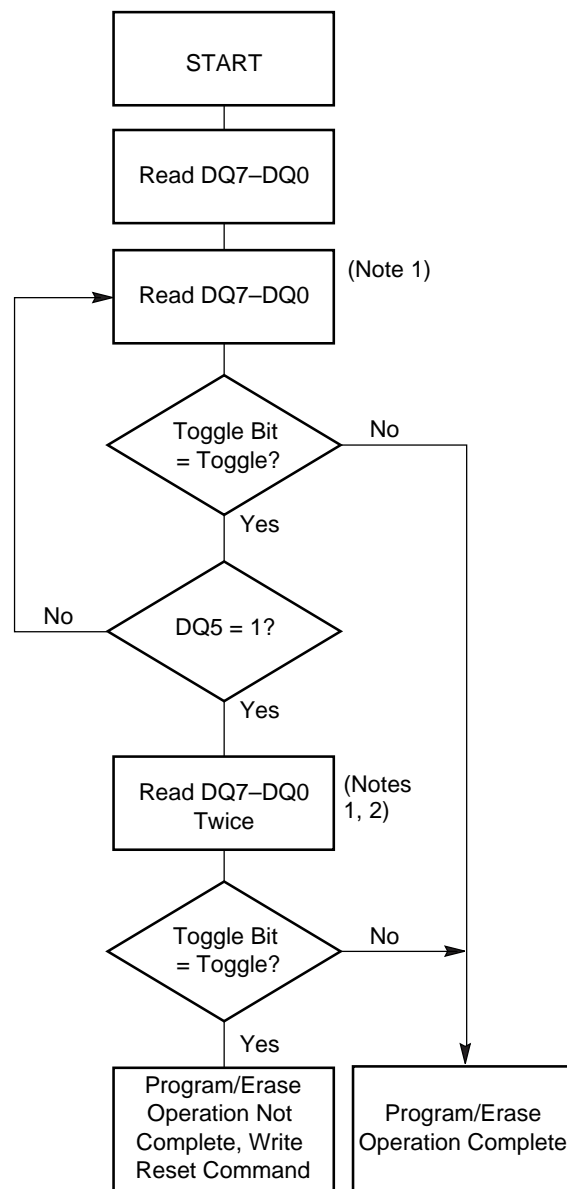 START
Read DQ7–DQ0
Read DQ7–DQ0
(Note 1)
Toggle Bit
= Toggle?
No
Yes
No
DQ5 = 1?
Yes
Read DQ7–DQ0
Twice
(Notes
1, 2)
Toggle Bit
= Toggle?
No
Yes
Program/Erase
Operation Not
Complete, Write
Reset Command
Program/Erase
Operation Complete